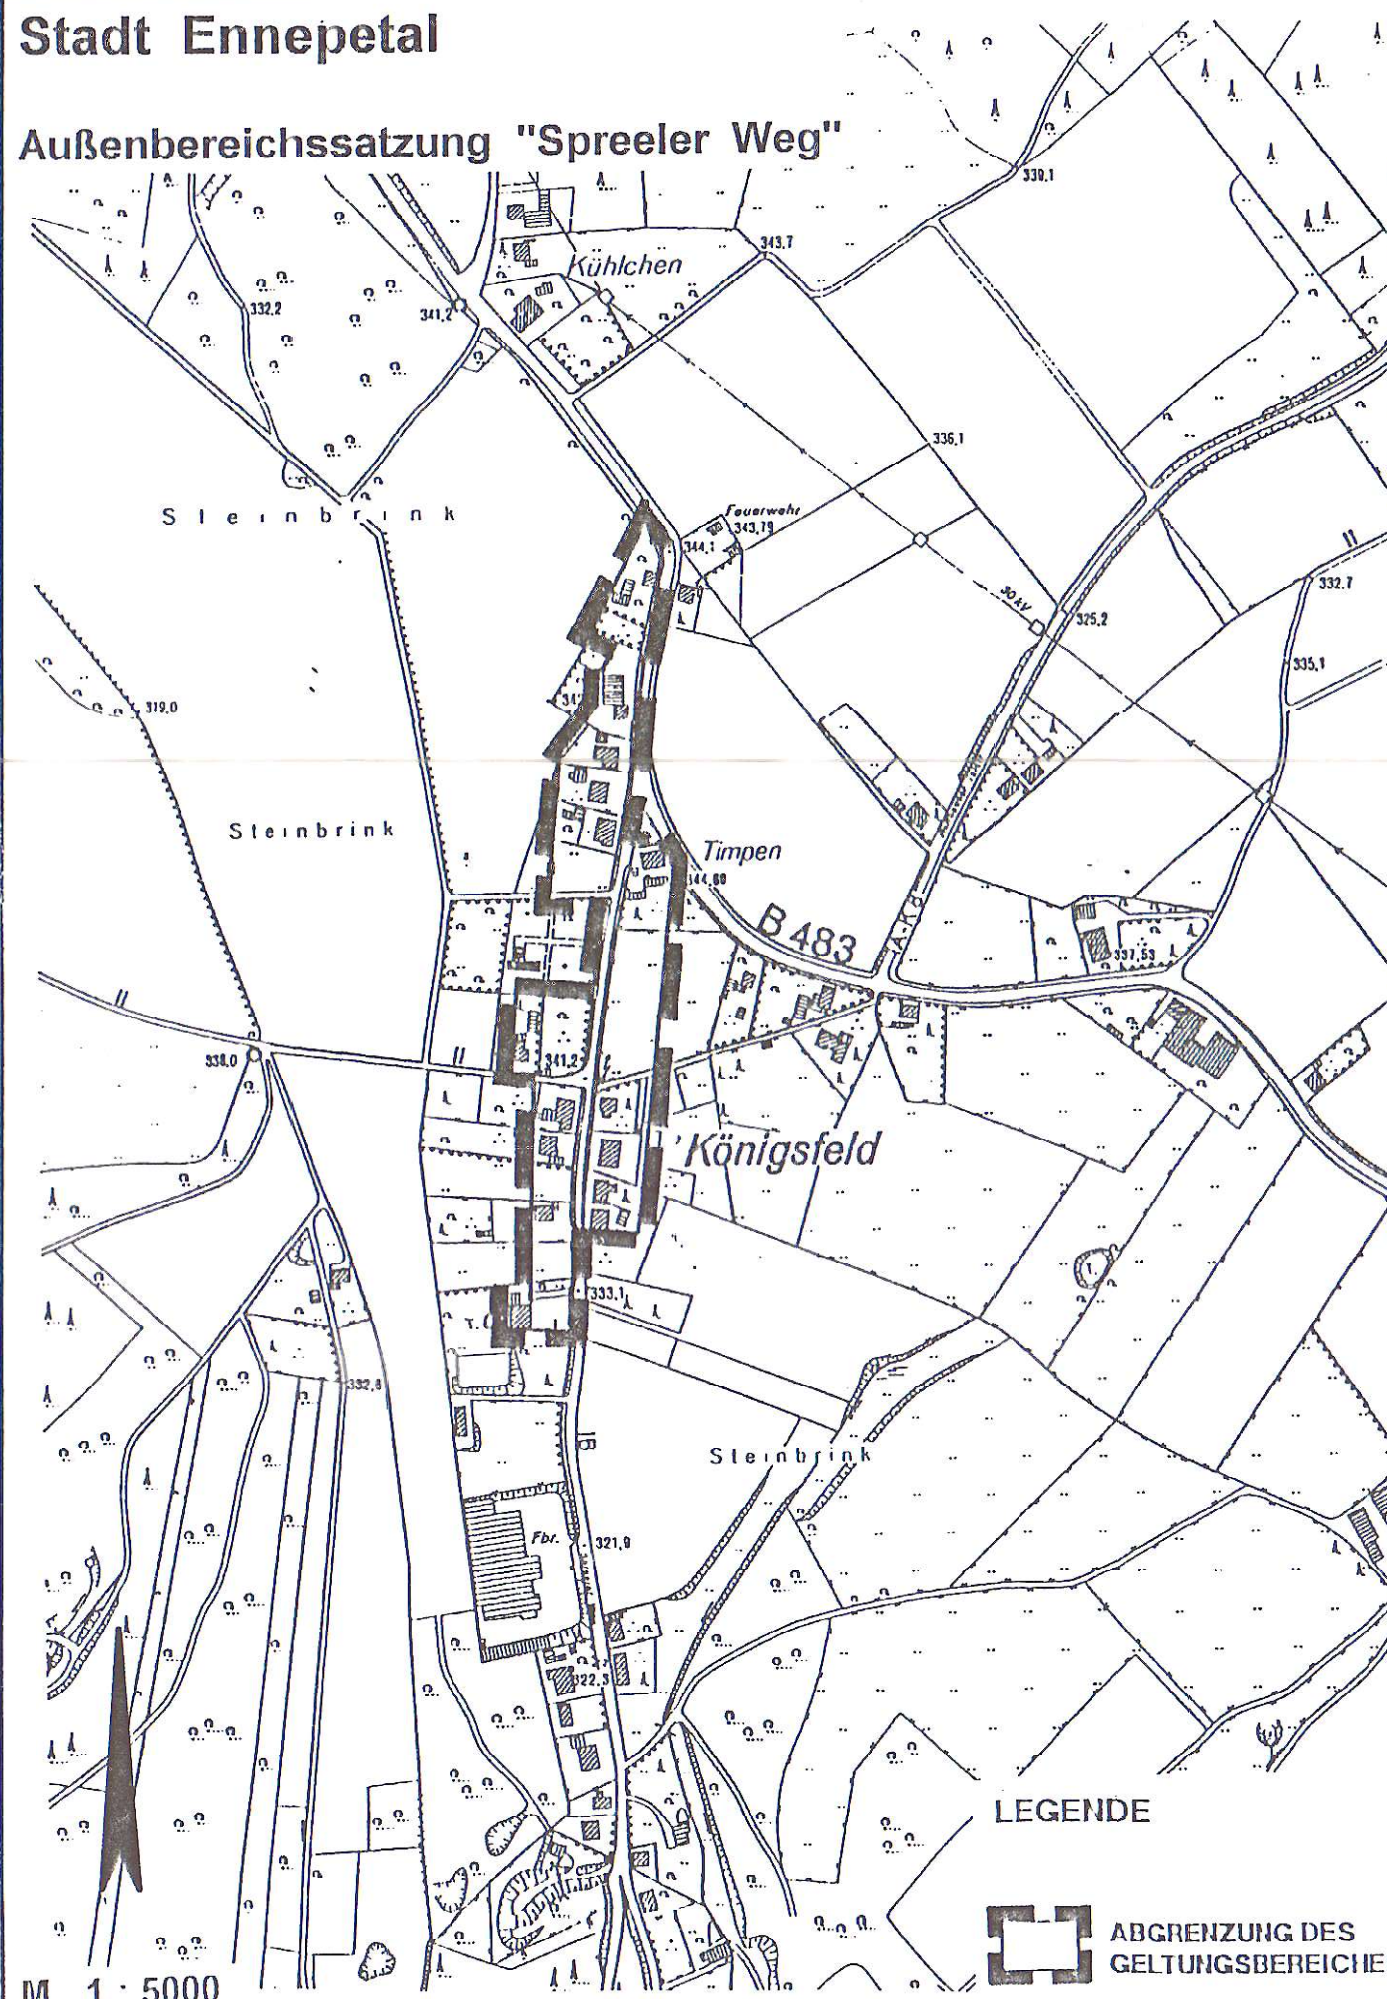 Stadt Ennepetal
Außenbereichssatzung "Spreeler Weg"
339,1
343,7
Kühlchen
332,2
341,2
336,1
Steinbrink
Feuerwehr
343,79
344,1
30 kV
332,7
325,2
335,1
319,0
Steinbrink
Timpen
344,60
B 483
A-KB
337,53
338,0
341,2
Königsfeld
333,1
332,8
Steinbrink
Fbr.
321,9
322,3
LEGENDE
ABGRENZUNG DES
GELTUNGSBEREICHE
M 1 : 5000